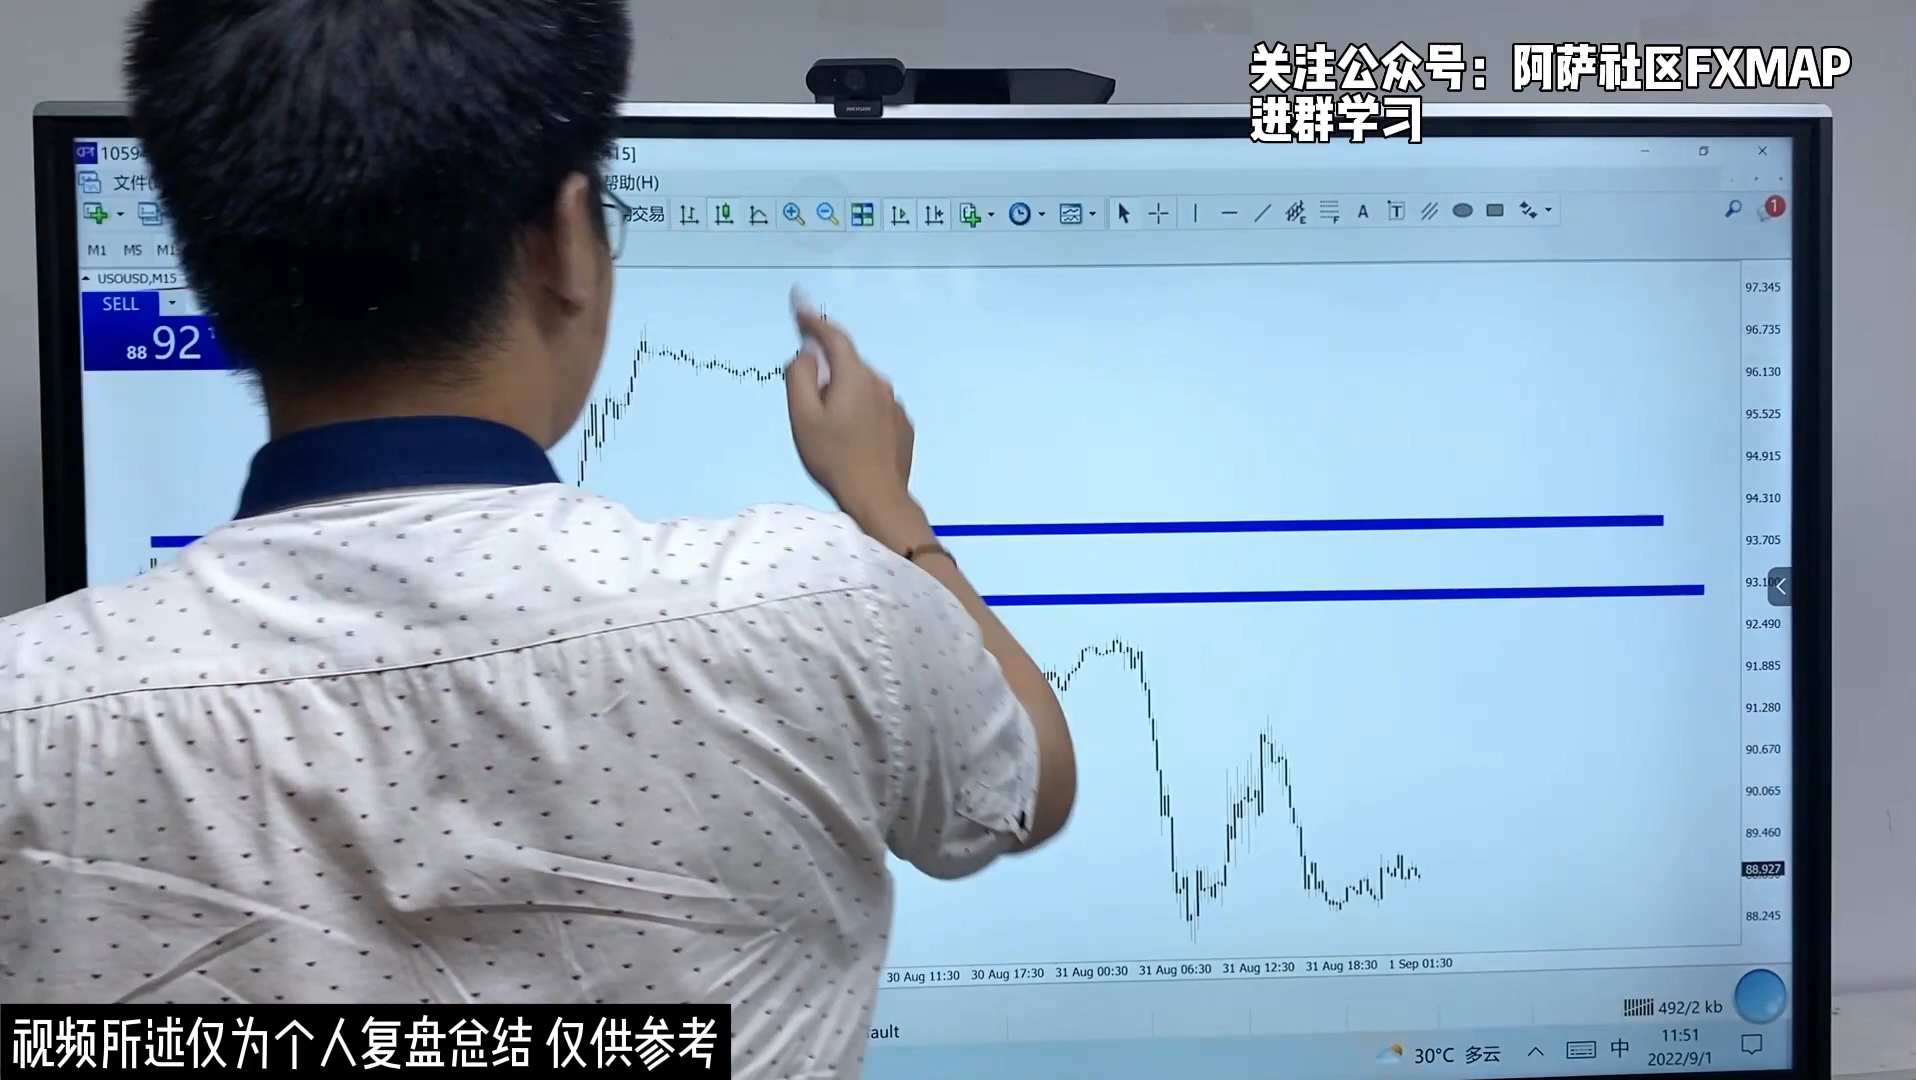 关注公众号：阿萨社区FXMAP
进群学习
HIKVISION
1059
15]
文件(
帮助(H)
交易
M1 M5 M1
USOUSD,M15
SELL
88 92
1
97.345
96.735
96.130
95.525
94.915
94.310
93.705
93.100
92.490
91.885
91.280
90.670
90.065
89.460
88.927
88.245
30 Aug 11:30 30 Aug 17:30 31 Aug 00:30 31 Aug 06:30 31 Aug 12:30 31 Aug 18:30 1 Sep 01:30
492/2 kb
ault
30°C 多云 中 11:51
2022/9/1
视频所述仅为个人复盘总结 仅供参考